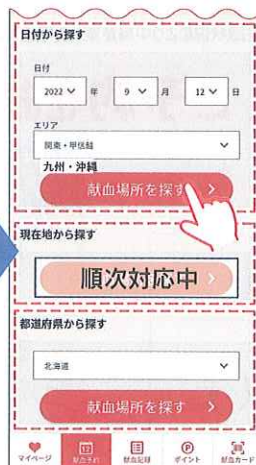 日付から探す
日付
2022 年 9 月 12 日
エリア
関東・甲信越
九州・沖縄
献血場所を探す
現在地から探す
順次対応中
都道府県から探す
北海道
献血場所を探す
マイページ 献血予約 献血記録 ポイント 献血カード